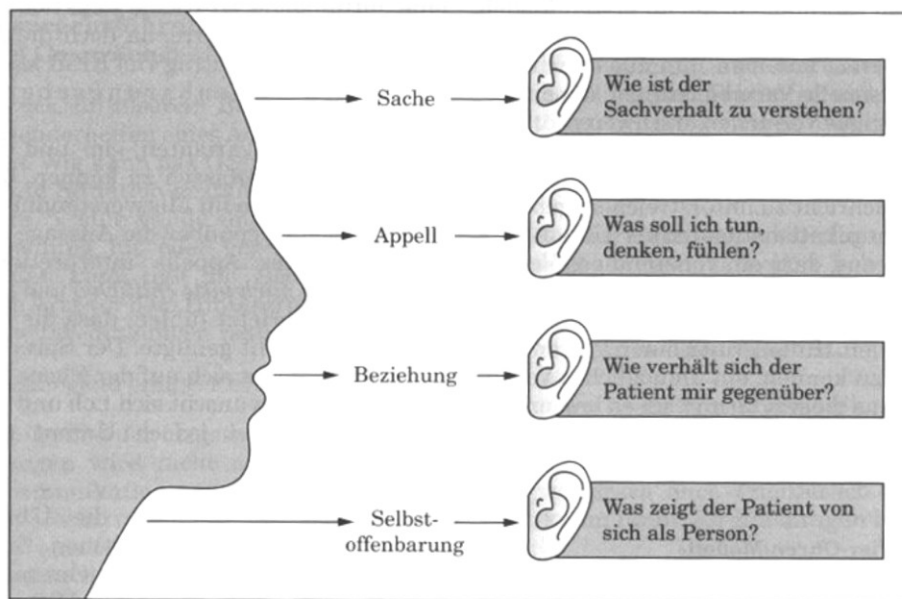 Sache
Wie ist der
Sachverhalt zu verstehen?
Appell
Was soll ich tun,
denken, fühlen?
Beziehung
Wie verhält sich der
Patient mir gegenüber?
Selbst-
offenbarung
Was zeigt der Patient von
sich als Person?